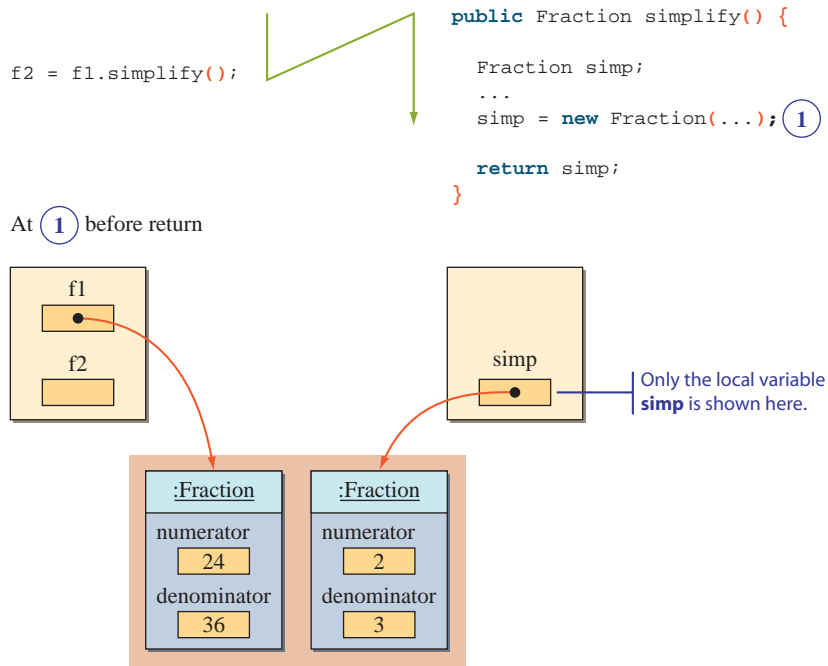 public Fraction simplify() {
f2 = f1.simplify();
Fraction simp;
...
simp = new Fraction(...); 1
return simp;
}
At 1 before return
f1
f2
simp
Only the local variable
simp is shown here.
:Fraction
numerator
24
denominator
36
:Fraction
numerator
2
denominator
3